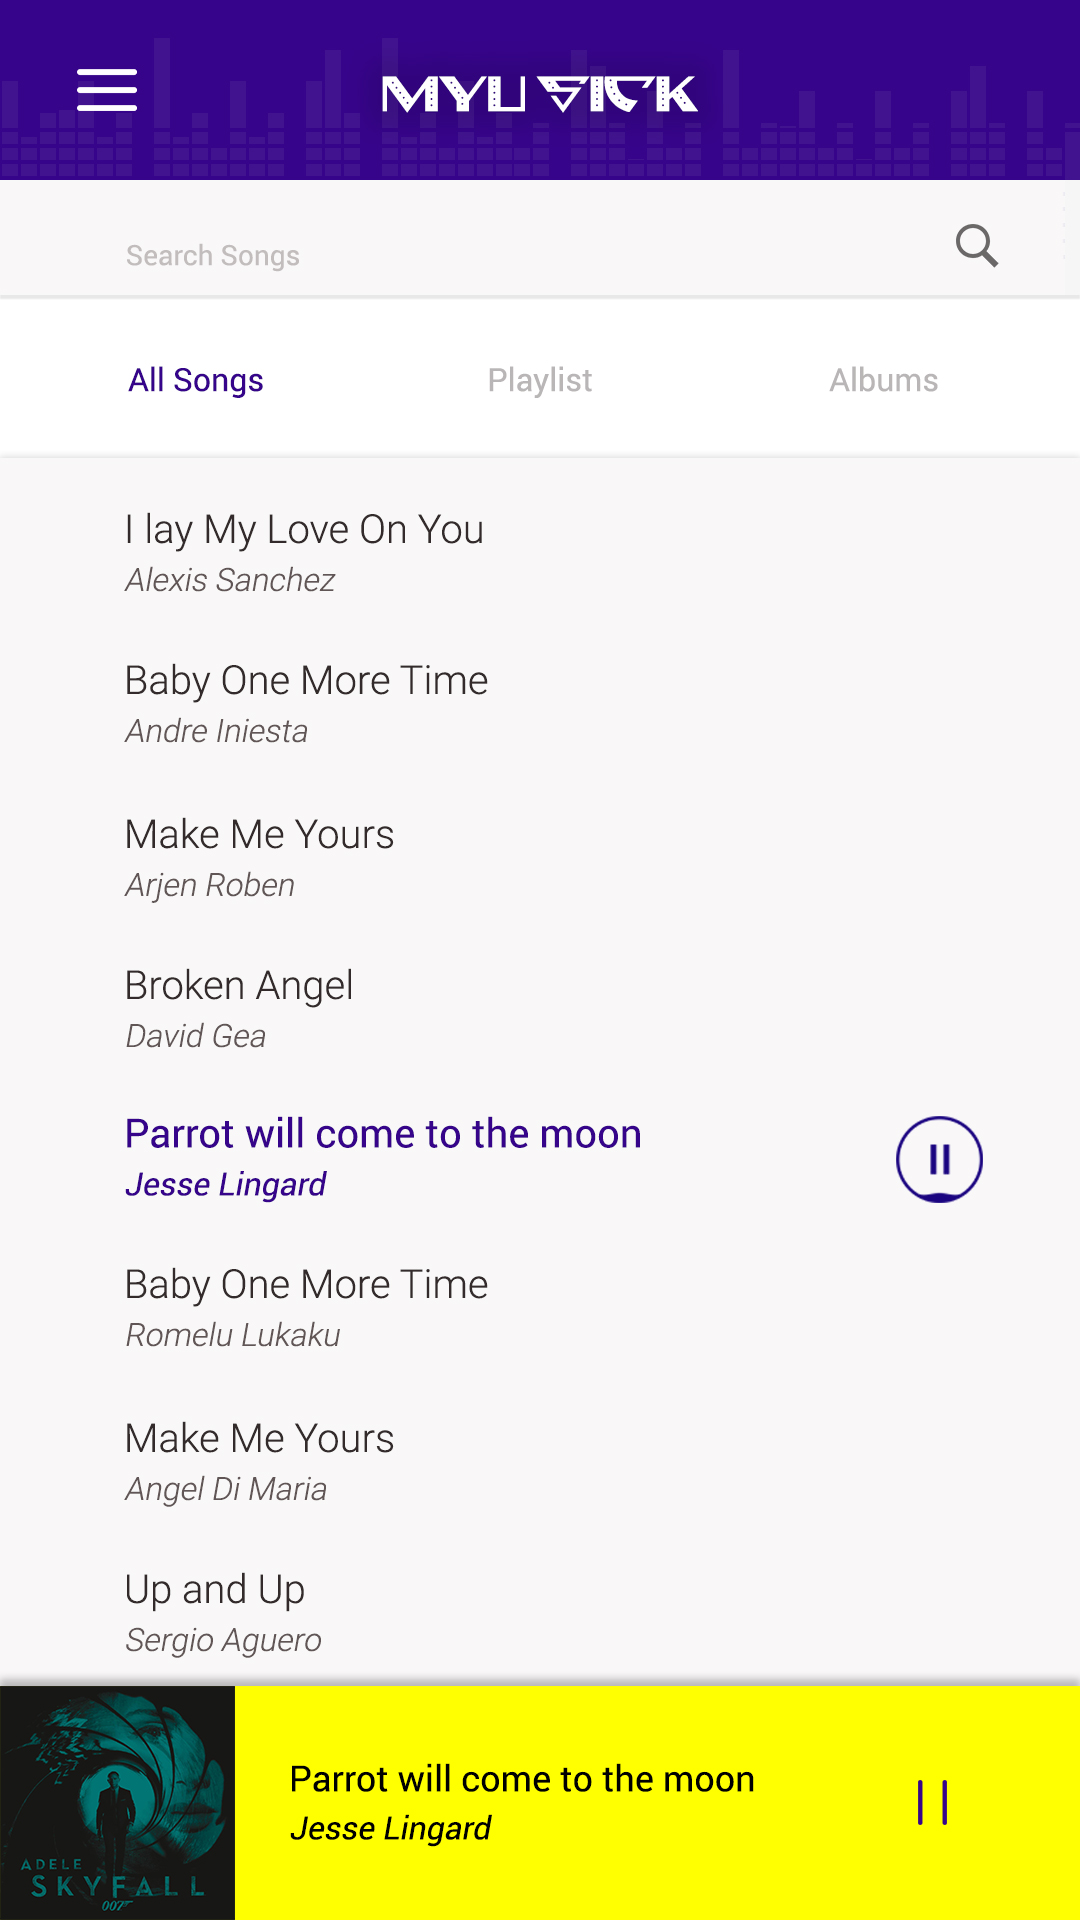 MYUSICK
Search Songs
All Songs
Playlist
Albums
I lay My Love On You
Alexis Sanchez
Baby One More Time
Andre Iniesta
Make Me Yours
Arjen Roben
Broken Angel
David Gea
Parrot will come to the moon
Jesse Lingard
Baby One More Time
Romelu Lukaku
Make Me Yours
Angel Di Maria
Up and Up
Sergio Aguero
Parrot will come to the moon
Jesse Lingard
ADELE
SKYFALL
007